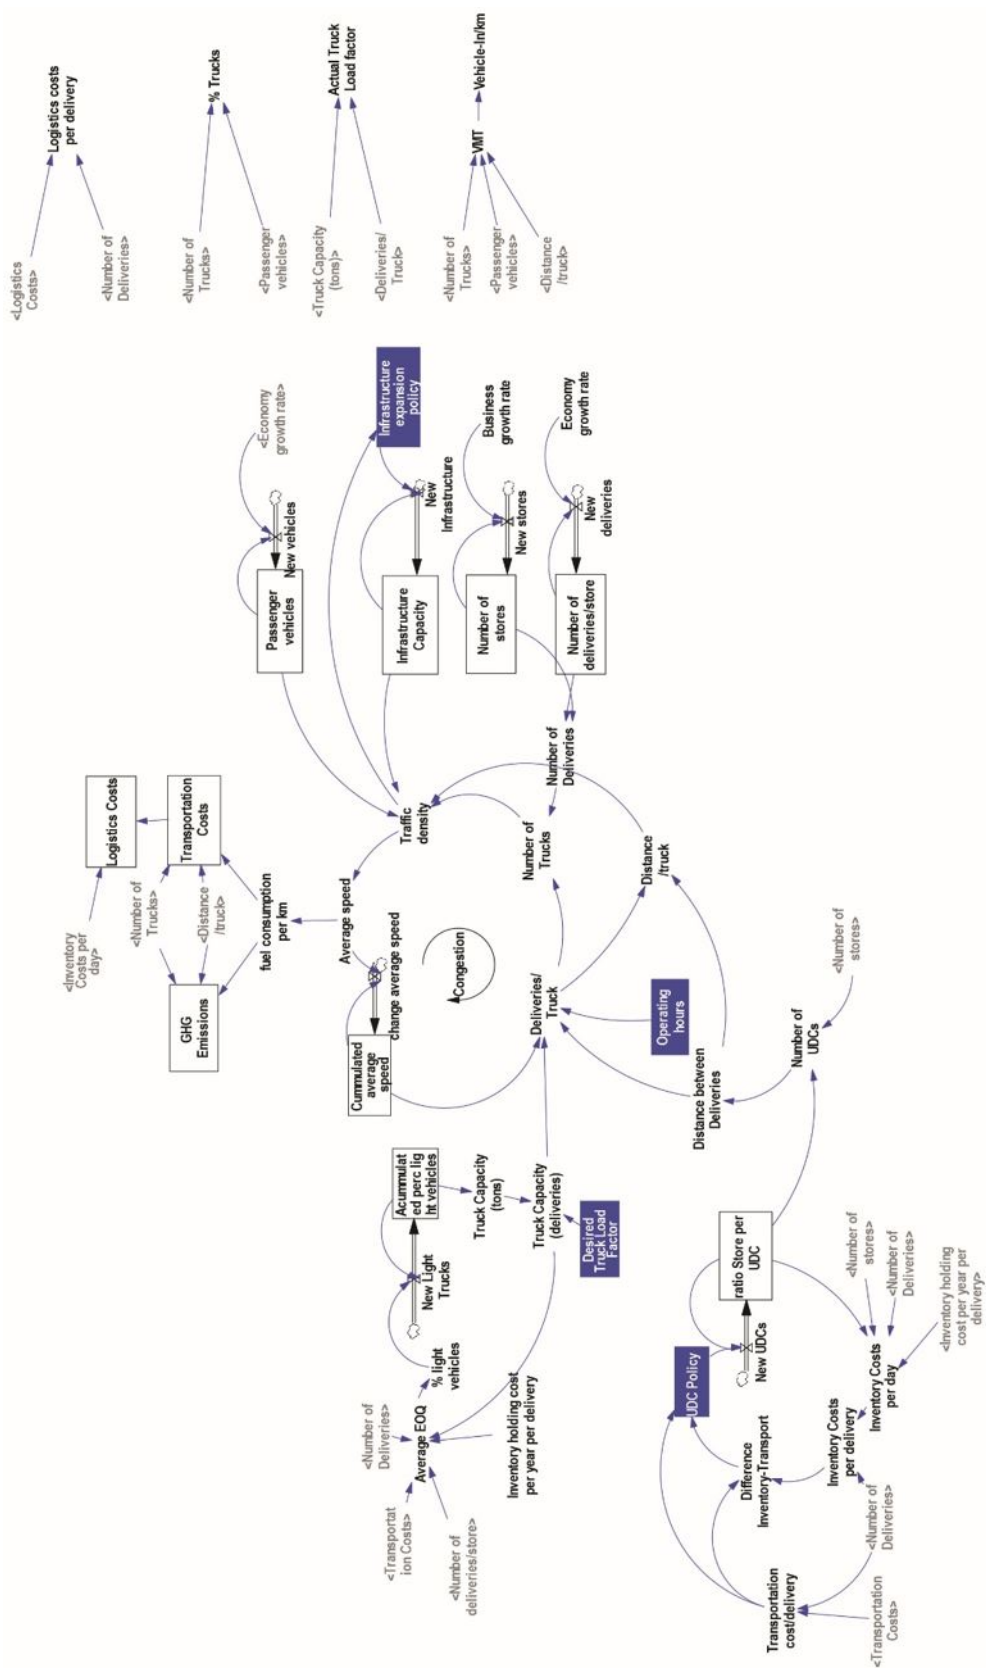 <Logistics
Costs>
<Number of
Deliveries>
Logistics costs
per delivery
<Number of
Trucks>
<Passenger
vehicles>
% Trucks
<Truck Capacity
(tons)>
<Deliveries/
Truck>
Actual Truck
Load factor
<Number of
Trucks>
<Passenger
vehicles>
<Distance
/truck>
VMT
Vehicle-ln/km
<Economy
growth rate>
New vehicles
Passenger
vehicles
Infrastructure
expansion
policy
New
Infrastructure
Infrastructure
Capacity
Business
growth rate
New stores
Number of
stores
Economy
growth rate
New
deliveries
Number of
deliveries/store
<Inventory
Costs per
day>
Logistics Costs
<Number of
Trucks>
Transportation
Costs
<Distance
/truck>
GHG
Emissions
fuel consumption
per km
Traffic
density
Average speed
change average speed
Cummulated
average
speed
Congestion
Number of
Deliveries
Number of
Trucks
Distance
/truck
Deliveries/
Truck
Operating
hours
Distance between
Deliveries
Number of
UDCs
<Number of
stores>
Acummulat
ed perc lig
ht vehicles
New Light
Trucks
% light
vehicles
Truck Capacity
(tons)
Truck Capacity
(deliveries)
Desired
Truck Load
Factor
<Number of
Deliveries>
Average EOQ
<Transportat
ion Costs>
<Number of
deliveries/store>
Inventory holding cost
per year per delivery
UDC Policy
New UDCs
ratio Store per
UDC
<Number of
stores>
<Number of
Deliveries>
<Inventory holding
cost per year per
delivery>
Inventory Costs
per day
Inventory Costs
per delivery
Difference
Inventory-Transport
<Number of
Deliveries>
Transportation
cost/delivery
<Transportation
Costs>